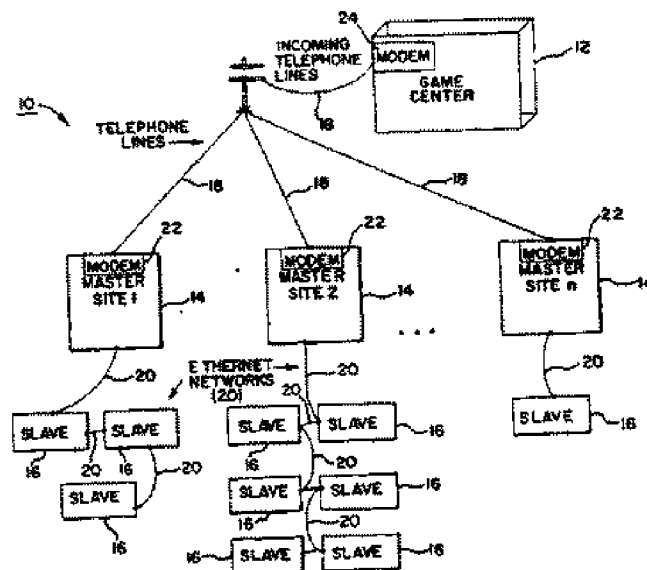 24
INCOMING
TELEPHONE
LINES
MODEM
GAME
CENTER
12
18
10
TELEPHONE
LINES
18
18
18
22
MODEM
MASTER
SITE 1
14
22
MODEM
MASTER
SITE 2
14
...
22
MODEM
MASTER
SITE n
14
20
ETHERNET
NETWORKS
(20)
20
20
20
SLAVE
SLAVE
16
20
16
20
SLAVE
16
SLAVE
SLAVE
16
16
20
SLAVE
SLAVE
16
16
20
SLAVE
SLAVE
16
16
SLAVE
16